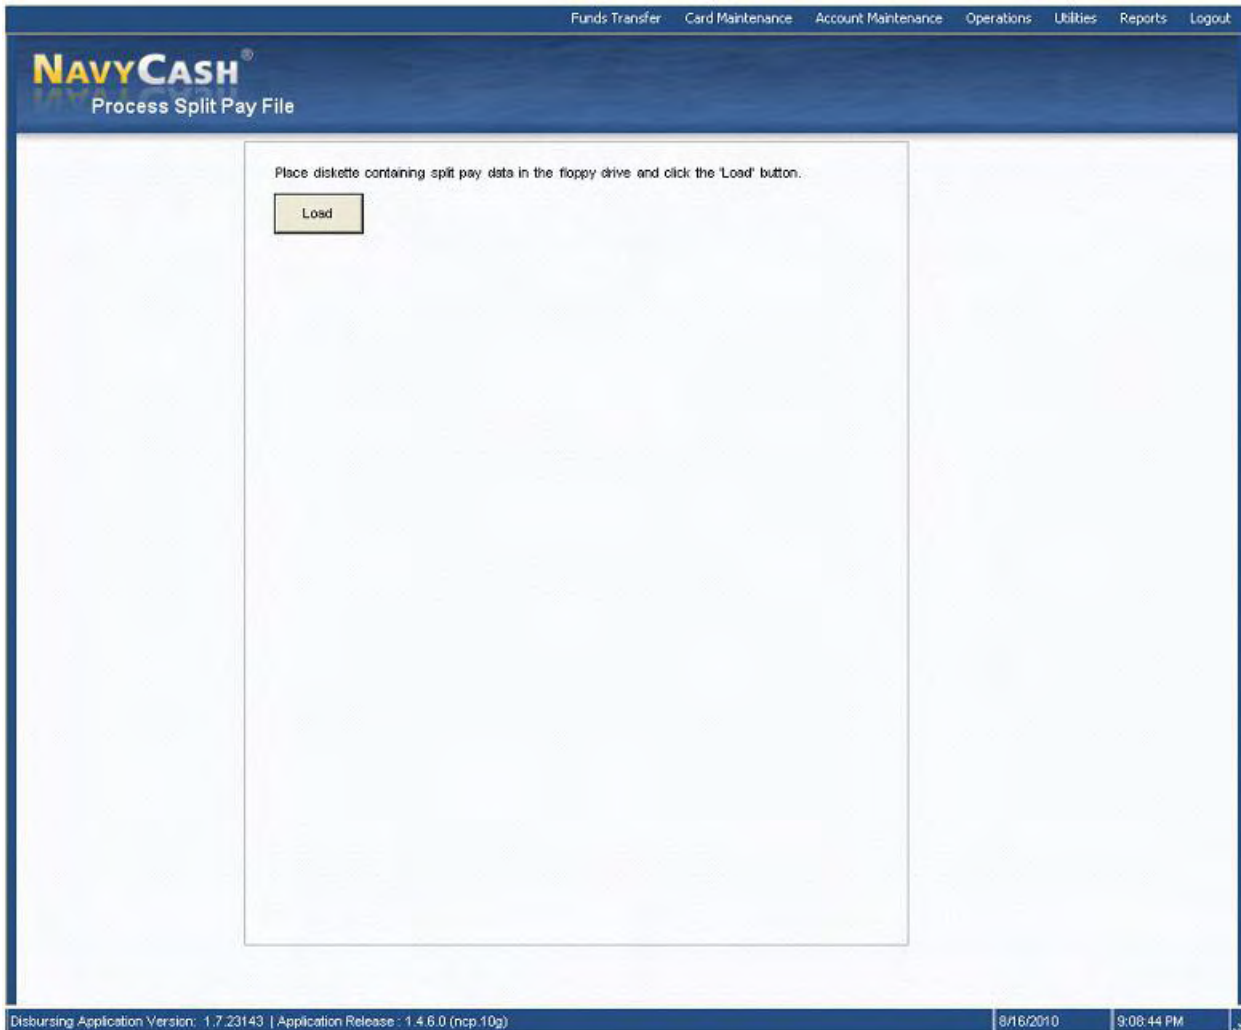 Funds Transfer Card Maintenance Account Maintenance Operations Utilities Reports Logout
NAVYCASH®
Process Split Pay File
Place diskette containing split pay data in the floppy drive and click the 'Load' button.
Load
Disbursing Application Version: 1.7.23143 | Application Release : 1.4.6.0 (ncp.10g) 8/16/2010 9:08:44 PM